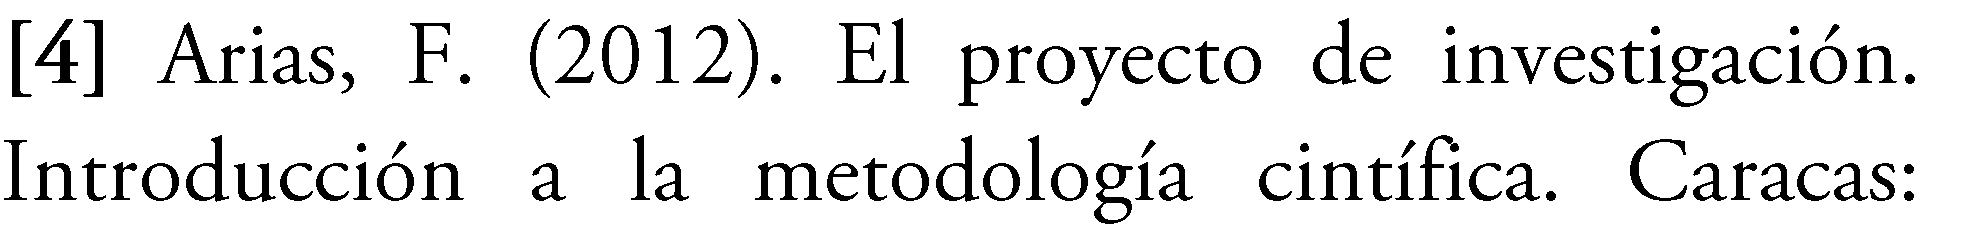 [4] Arias, F. (2012). El proyecto de investigación.
Introducción a la metodología cintífica. Caracas: